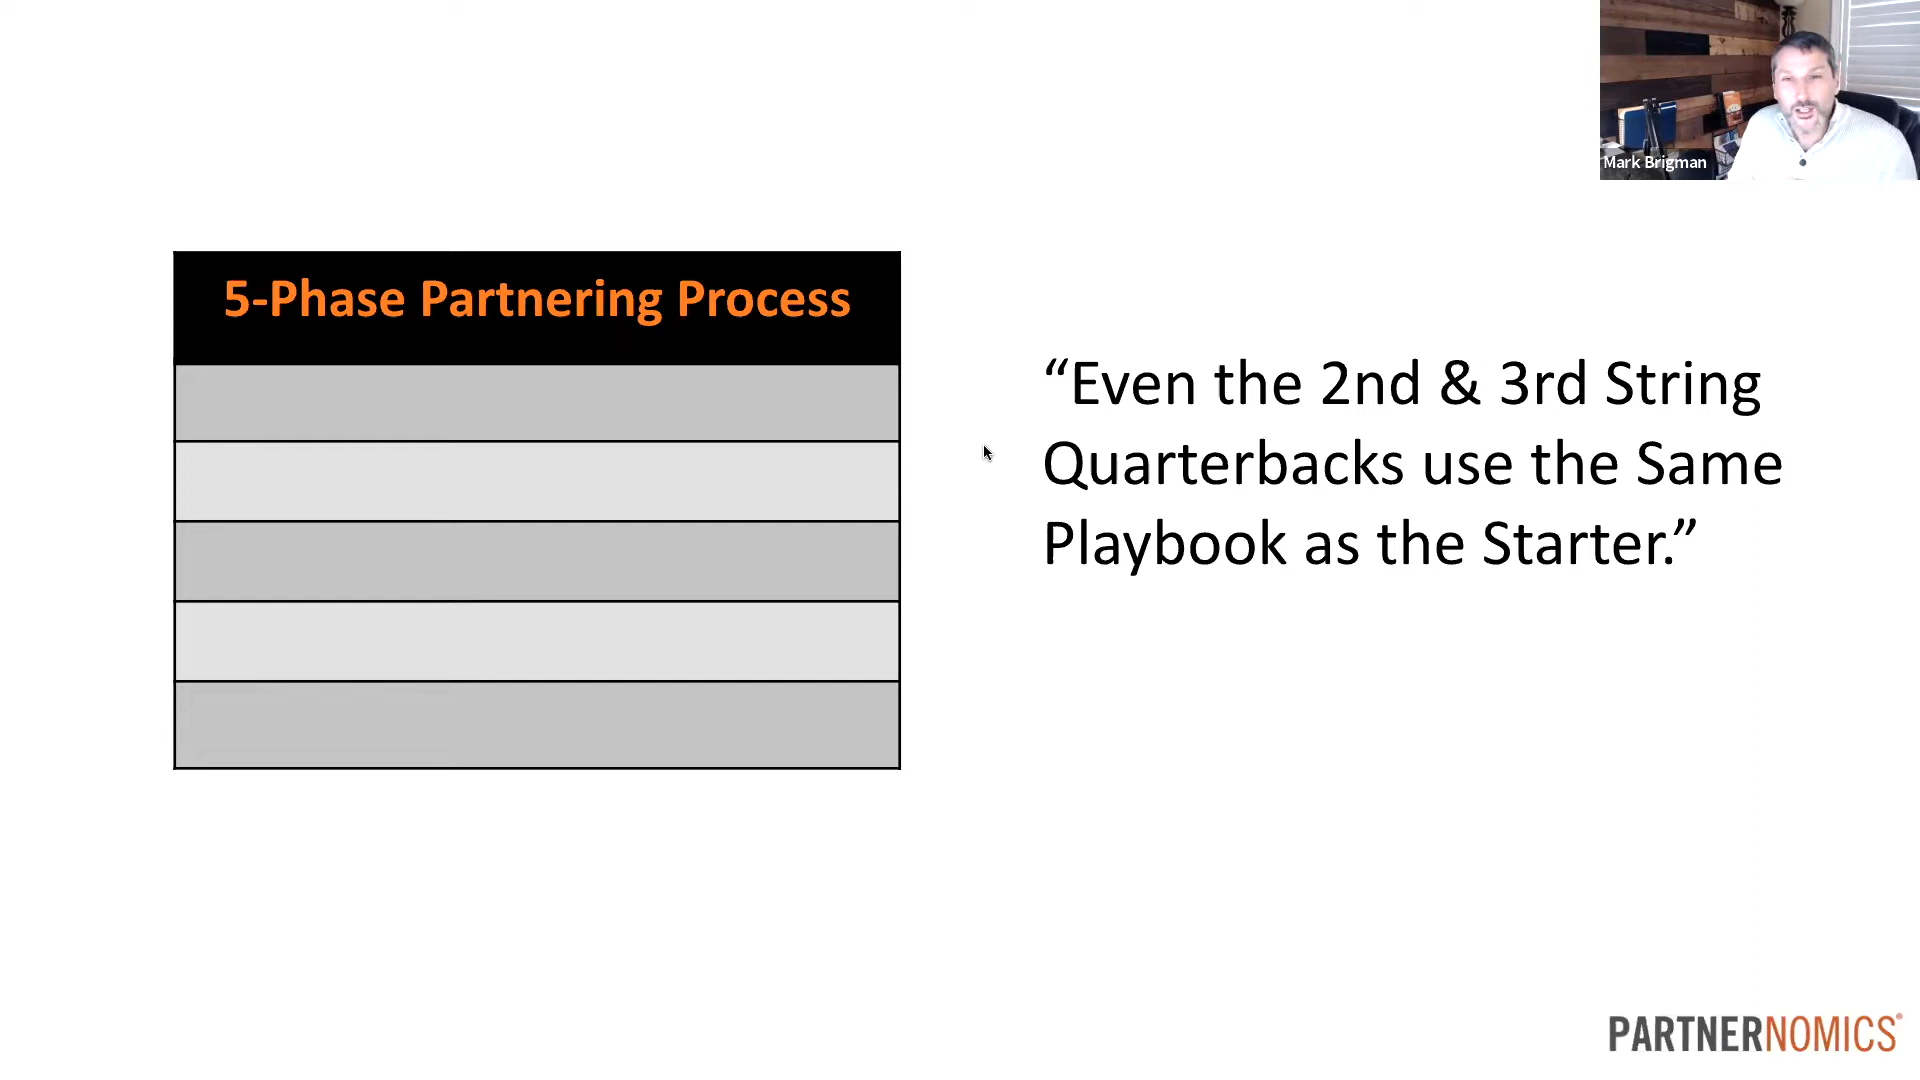 Mark Brigman
5-Phase Partnering Process
“Even the 2nd & 3rd String
Quarterbacks use the Same
Playbook as the Starter.”
PARTNERNOMICS®